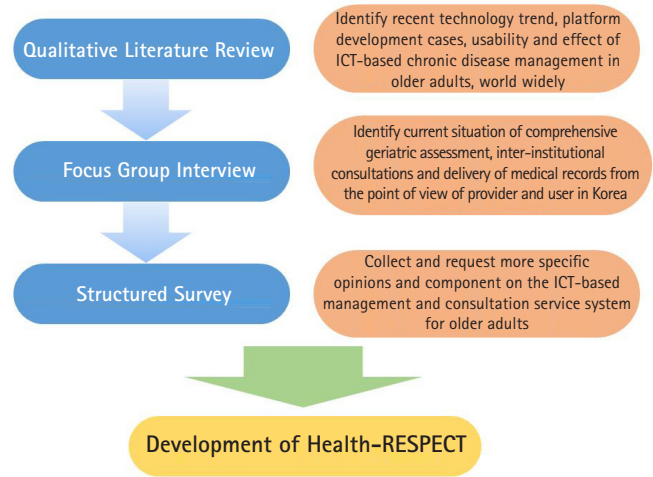 Qualitative Literature Review
Identify recent technology trend, platform
development cases, usability and effect of
ICT-based chronic disease management in
older adults, world widely
Focus Group Interview
Identify current situation of comprehensive
geriatric assessment, inter-institutional
consultations and delivery of medical records from
the point of view of provider and user in Korea
Structured Survey
Collect and request more specific
opinions and component on the ICT-based
management and consultation service system
for older adults
Development of Health-RESPECT